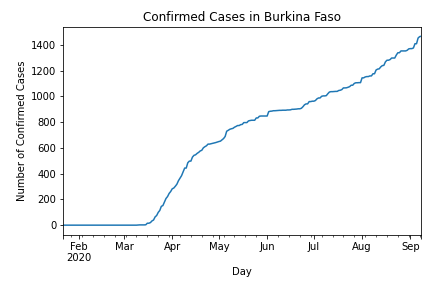 Confirmed Cases in Burkina Faso
Number of Confirmed Cases
1400
1200
1000
800
600
400
200
0
Feb Mar Apr May Jun Jul Aug Sep
2020
Day